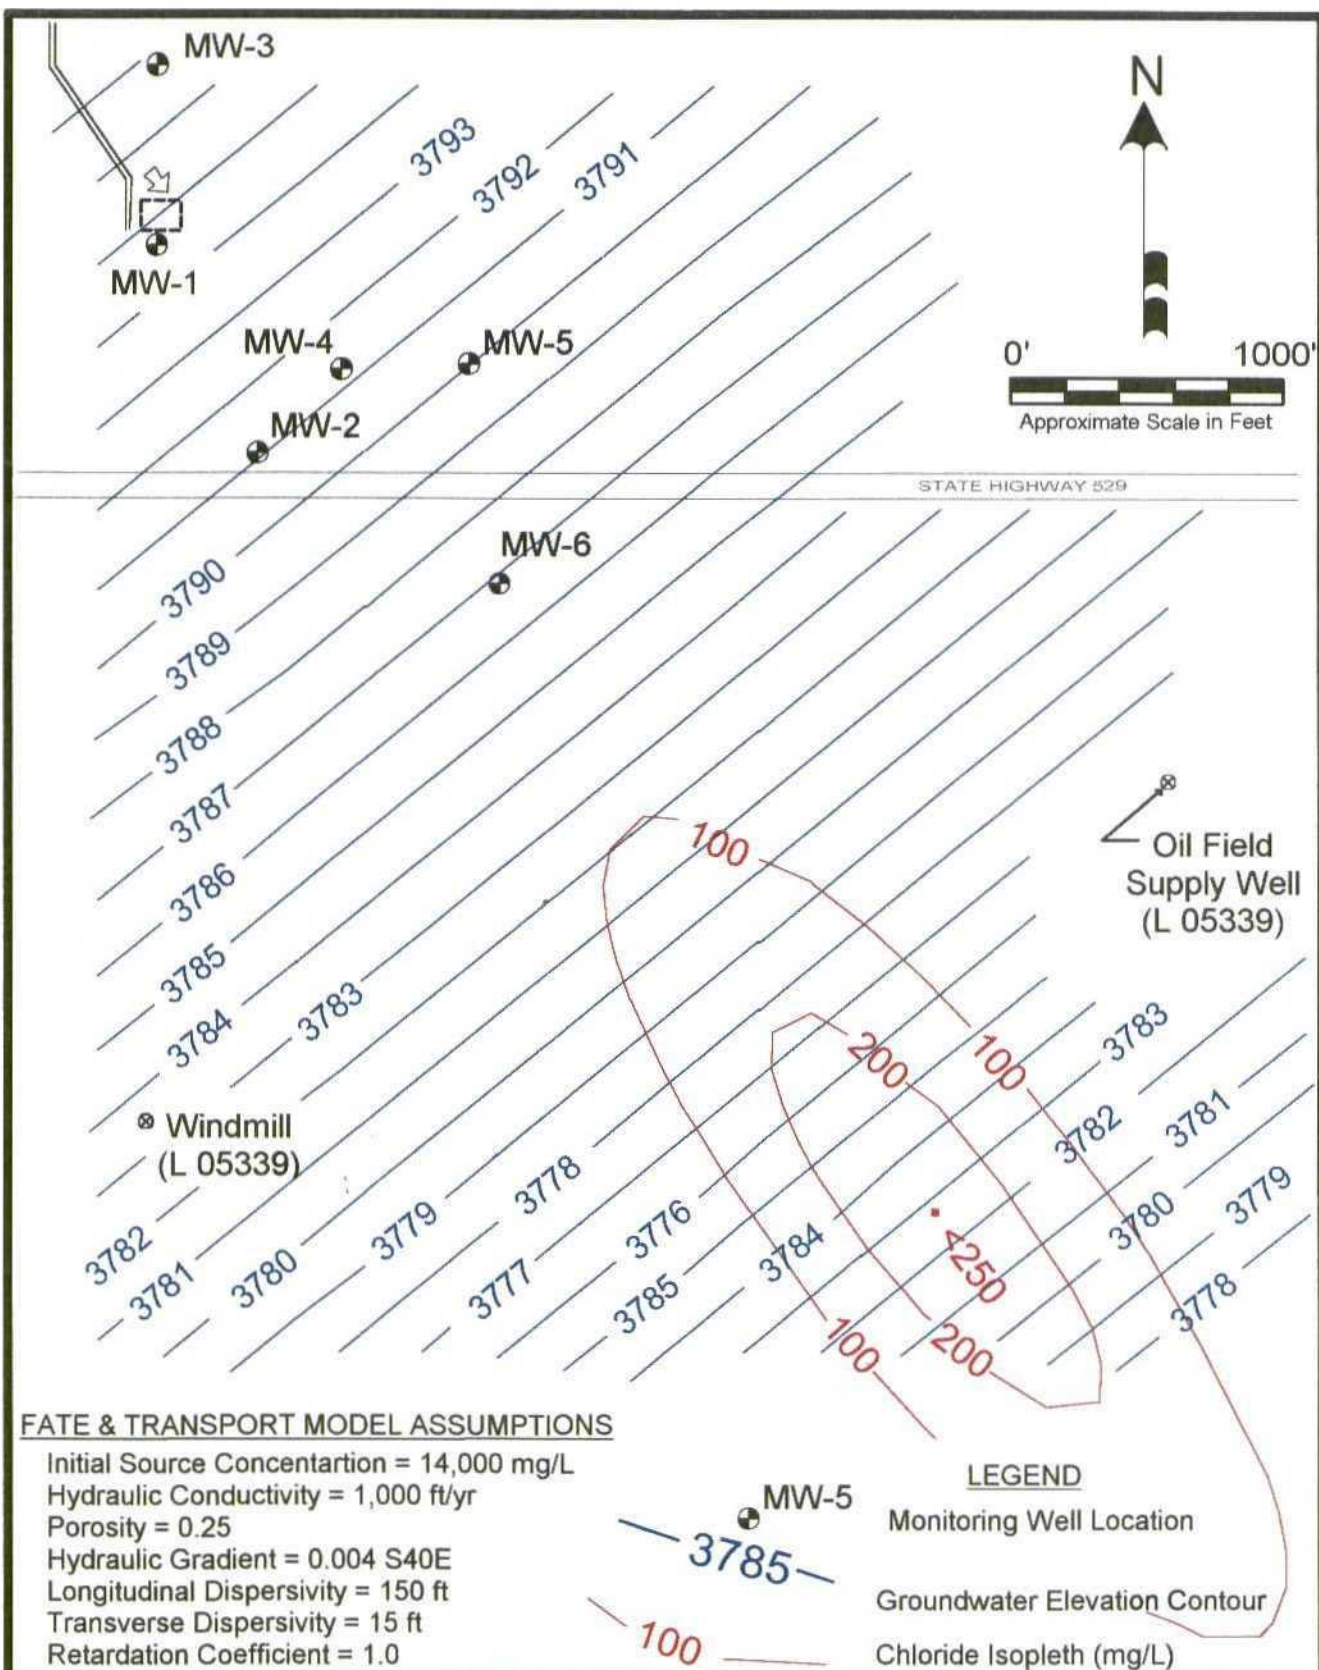 MW-3
N
3793
3792
3791
MW-1
MW-4
MW-5
0' 1000'
Approximate Scale in Feet
MW-2
STATE HIGHWAY 529
MW-6
3790
3789
3788
3787
3786
3785
3784
3783
100
Oil Field
Supply Well
(L 05339)
200
100
3783
3782
3781
3780
3779
3778
Windmill
(L 05339)
3782
3781
3780
3779
3778
3777
3776
3785
3784
<250
100
200
FATE & TRANSPORT MODEL ASSUMPTIONS
Initial Source Concentartion = 14,000 mg/L
Hydraulic Conductivity = 1,000 ft/yr
Porosity = 0.25
Hydraulic Gradient = 0.004 S40E
Longitudinal Dispersivity = 150 ft
Transverse Dispersivity = 15 ft
Retardation Coefficient = 1.0
LEGEND
MW-5
Monitoring Well Location
3785
Groundwater Elevation Contour
100
Chloride Isopleth (mg/L)